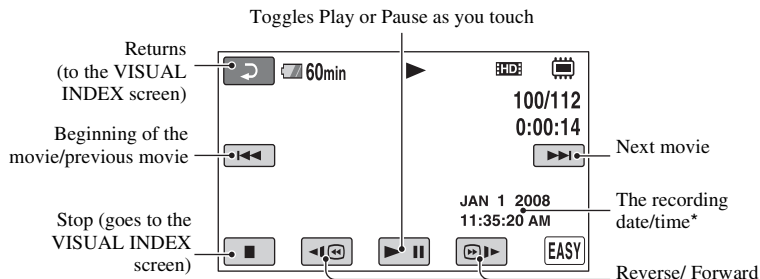 Toggles Play or Pause as you touch
Returns
(to the VISUAL
INDEX screen)
60min
HD
100/112
0:00:14
Beginning of the
movie/previous movie
Next movie
JAN 1 2008
11:35:20 AM
The recording
date/time*
Stop (goes to the
VISUAL INDEX
screen)
EASY
Reverse/ Forward